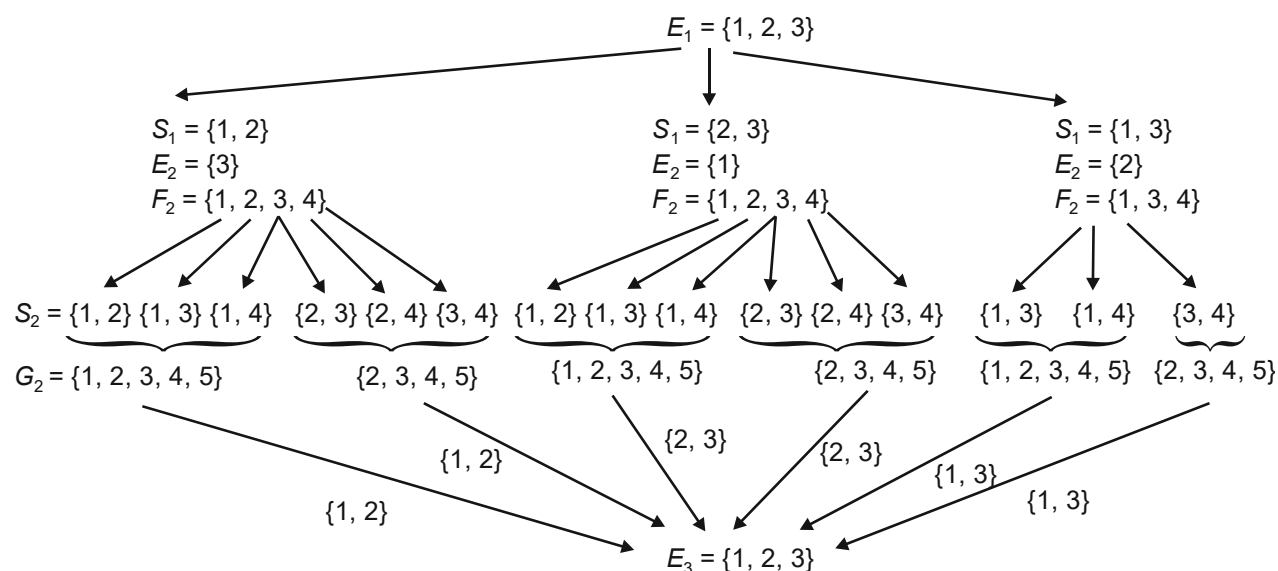 E₁ = {1, 2, 3}
S₁ = {1, 2} S₁ = {2, 3} S₁ = {1, 3}
E₂ = {3} E₂ = {1} E₂ = {2}
F₂ = {1, 2, 3, 4} F₂ = {1, 2, 3, 4} F₂ = {1, 3, 4}
S₂ = {1, 2} {1, 3} {1, 4} {2, 3} {2, 4} {3, 4} {1, 2} {1, 3} {1, 4} {2, 3} {2, 4} {3, 4} {1, 3} {1, 4} {3, 4}
G₂ = {1, 2, 3, 4, 5} {2, 3, 4, 5} {1, 2, 3, 4, 5} {2, 3, 4, 5} {1, 2, 3, 4, 5} {2, 3, 4, 5}
{1, 2} {2, 3} {2, 3} {1, 3}
{1, 2} {1, 3}
E₃ = {1, 2, 3}